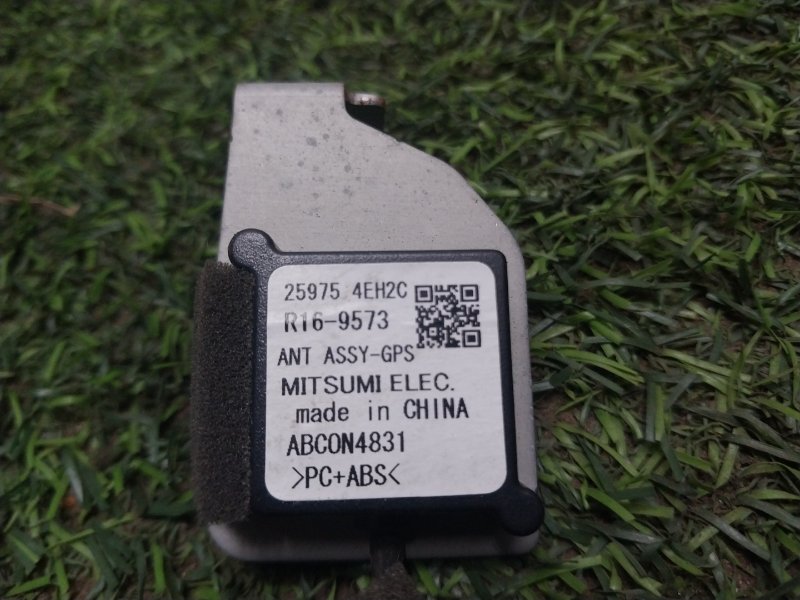 25975 4EH2C
R16-9573
ANT ASSY-GPS
MITSUMI ELEC.
made in CHINA
ABCON4831
>PC+ABS<